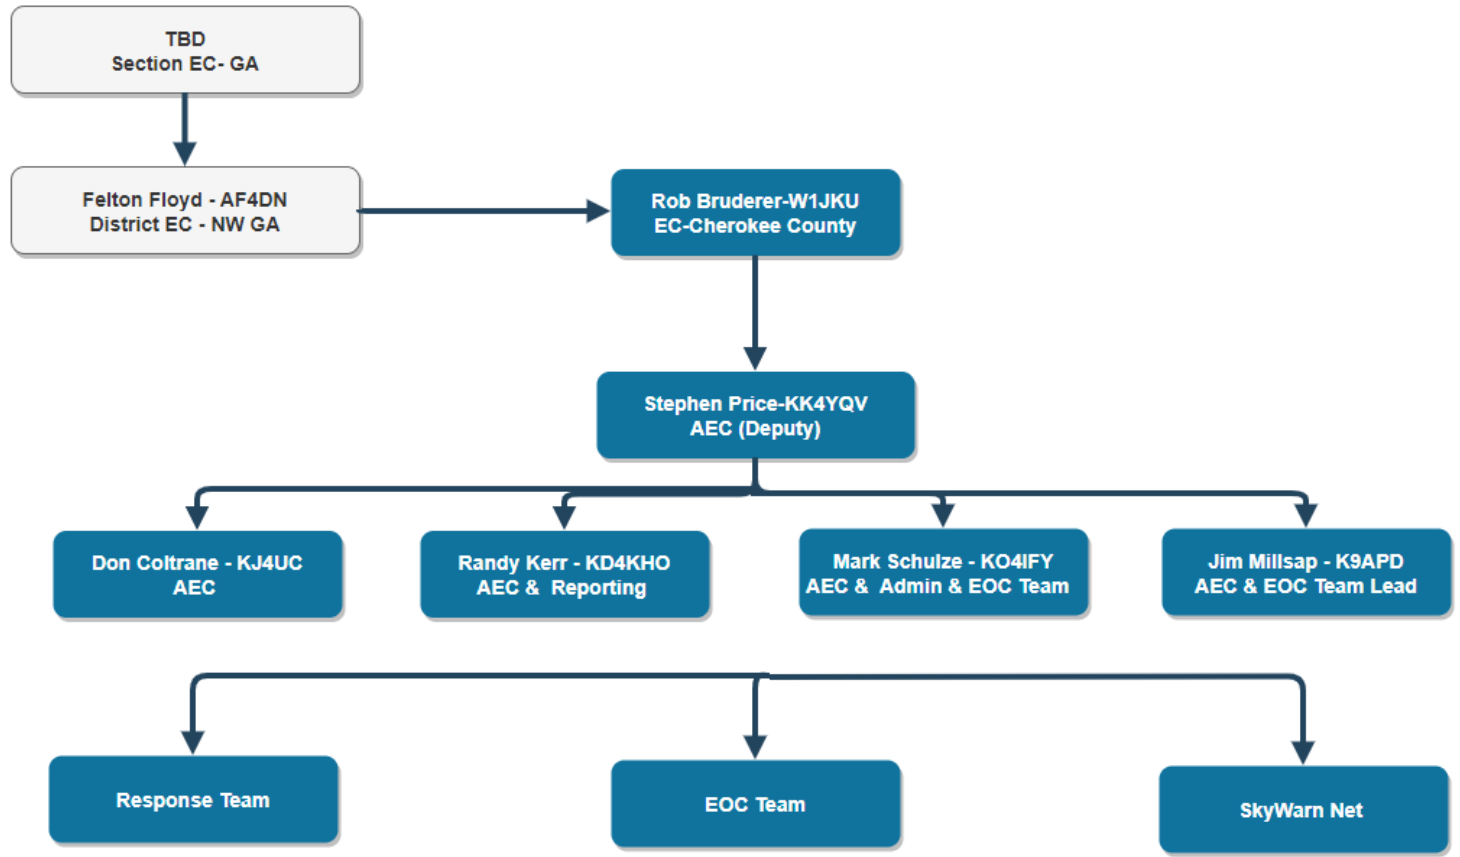 TBD
Section EC- GA
Felton Floyd - AF4DN
District EC - NW GA
Rob Bruderer-W1JKU
EC-Cherokee County
Stephen Price-KK4YQV
AEC (Deputy)
Don Coltrane - KJ4UC
AEC
Randy Kerr - KD4KHO
AEC &  Reporting
Mark Schulze - KO4IFY
AEC &  Admin & EOC Team
Jim Millsap - K9APD
AEC & EOC Team Lead
Response Team
EOC Team
SkyWarn Net